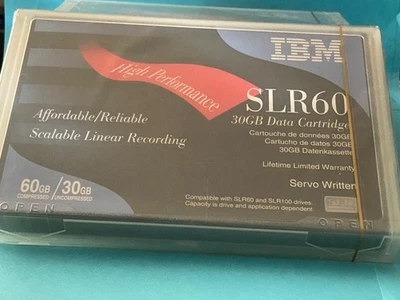 IBM
High Performance
SLR60
30GB Data Cartridge
Cartouche de données 30GB
Cartucho de datos 30GB
30GB Datenkassette
Affordable/Reliable
Scalable Linear Recording
Lifetime Limited Warranty
Servo Written
60GB/30GB
COMPRESSED UNCOMPRESSED
Compatible with SLR60 and SLR100 drives.
Capacity is drive and application dependent.
OPEN OPEN